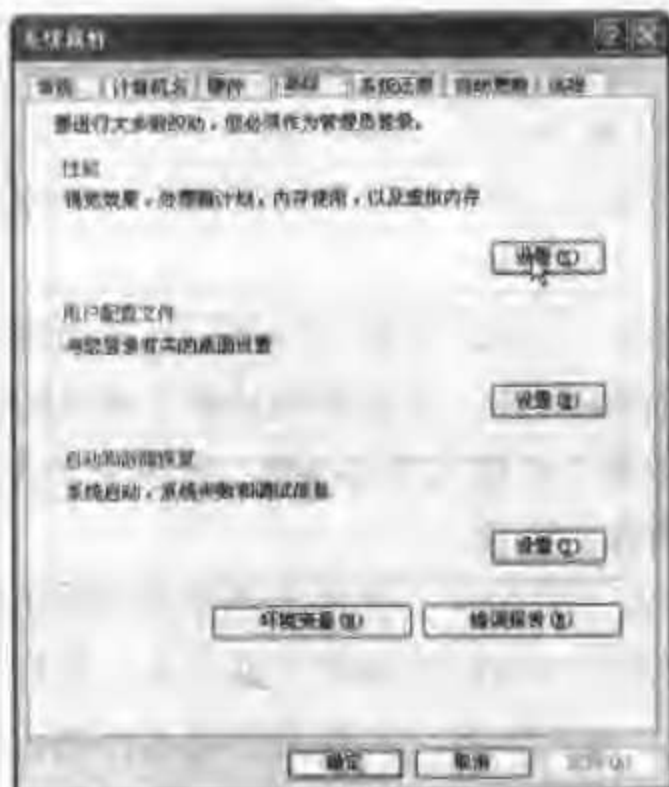 系统属性
常规 计算机名 硬件 高级 系统还原 自动更新 远程
要进行大多数改动，您必须作为管理员登录。
性能
视觉效果，处理器计划，内存使用，以及虚拟内存
设置(S)
用户配置文件
与您登录有关的桌面设置
设置(E)
启动和故障恢复
系统启动，系统失败和调试信息
设置(T)
环境变量(N) 错误报告(R)
确定 取消 应用(A)